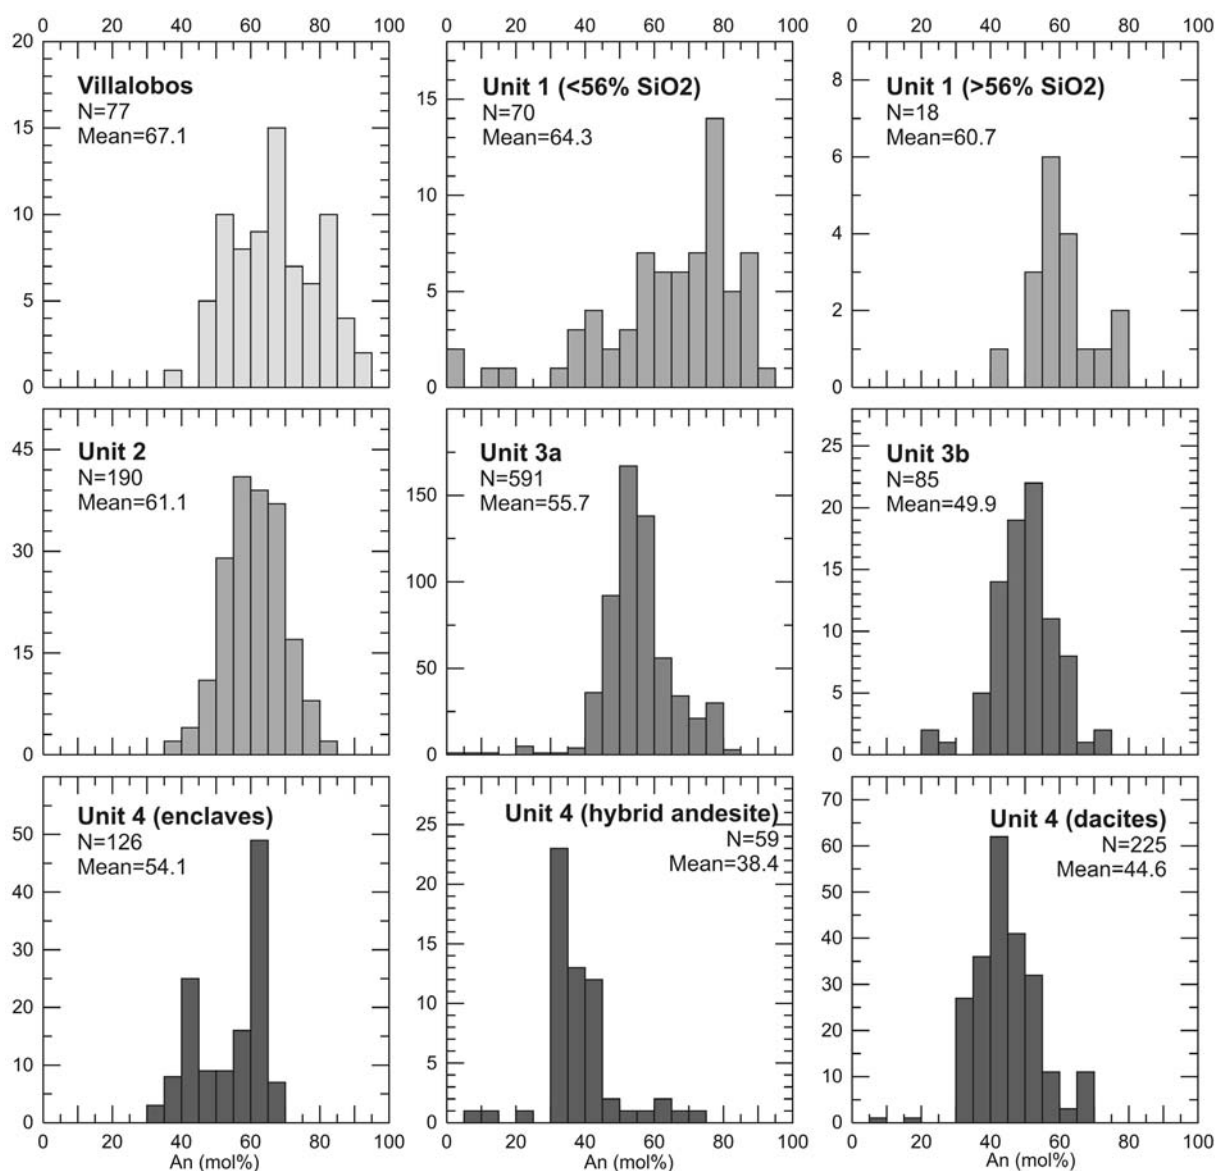 0 20 40 60 80 100 0 20 40 60 80 100 0 20 40 60 80 100
20
15
10
5
0
Villalobos
N=77
Mean=67.1
15
10
5
0
Unit 1 (<56% SiO2)
N=70
Mean=64.3
8
6
4
2
0
Unit 1 (>56% SiO2)
N=18
Mean=60.7
45
30
15
0
Unit 2
N=190
Mean=61.1
150
100
50
0
Unit 3a
N=591
Mean=55.7
25
20
15
10
5
0
Unit 3b
N=85
Mean=49.9
50
40
30
20
10
0
Unit 4 (enclaves)
N=126
Mean=54.1
25
20
15
10
5
0
Unit 4 (hybrid andesite)
N=59
Mean=38.4
70
60
50
40
30
20
10
0
Unit 4 (dacites)
N=225
Mean=44.6
0 20 40 60 80 100 0 20 40 60 80 100 0 20 40 60 80 100
An (mol%) An (mol%) An (mol%)